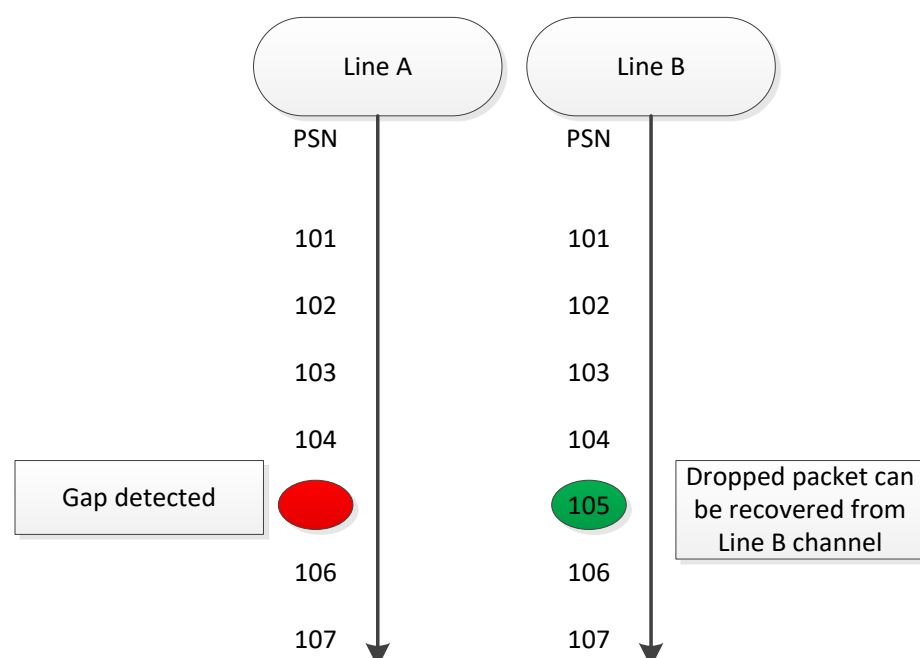 Line A
Line B
PSN
PSN
101
101
102
102
103
103
104
104
Gap detected
105
Dropped packet can
be recovered from
Line B channel
106
106
107
107